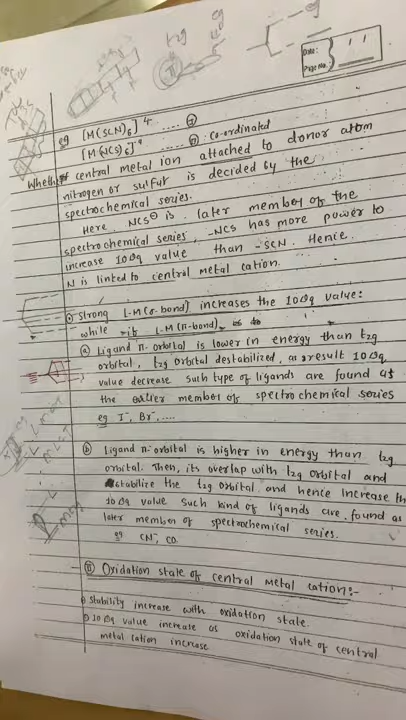 t2g
eg
Date: / /
Page No.:
eg [M(SCN)6]4- .... ①
[M(NCS)6]4- .... ① co-ordinated
Whether central metal ion attached to donor atom
nitrogen or sulfur is decided by the
spectrochemical series.
Here, NCS⊖ is later member of the
spectrochemical series, -NCS has more power to
increase 10Dq value than -SCN. Hence.
N is linked to central metal cation.
Strong L-M(σ-bond) increases the 10Dq value:
while L-M(π-bond)
ⓐ Ligand π-orbital is lower in energy than t2g
orbital, t2g orbital destabilized, as result 10Dq
value decrease such type of ligands are found as
the earlier member of spectrochemical series
eg I-, Br-, ....
ⓑ Ligand π-orbital is higher in energy than t2g
orbital. Then, its overlap with t2g orbital and
stabilize the t2g orbital and hence increase the
10Dq value such kind of ligands are found as
later member of spectrochemical series.
eg CN-, CO
Ⅱ Oxidation state of central metal cation:-
Stability increase with oxidation state.
10Dq value increase as oxidation state of central
metal cation increase